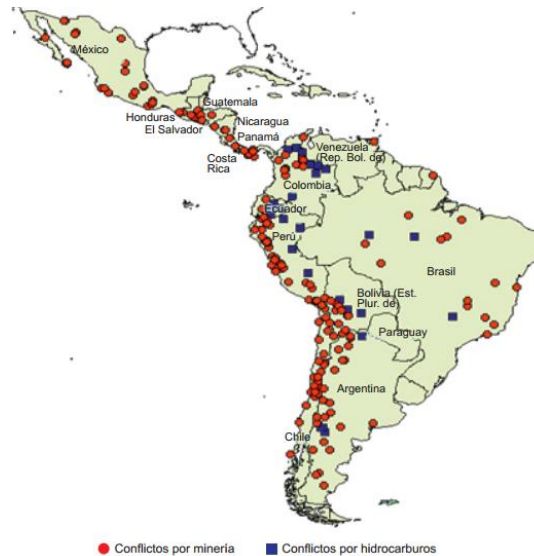 México
Guatemala
Honduras
El Salvador
Nicaragua
Panamá
Costa
Rica
Venezuela
(Rep. Bol. de)
Colombia
Ecuador
Perú
Brasil
Bolivia (Est.
Plur. de)
Paraguay
Argentina
Chile
Conflictos por minería
Conflictos por hidrocarburos